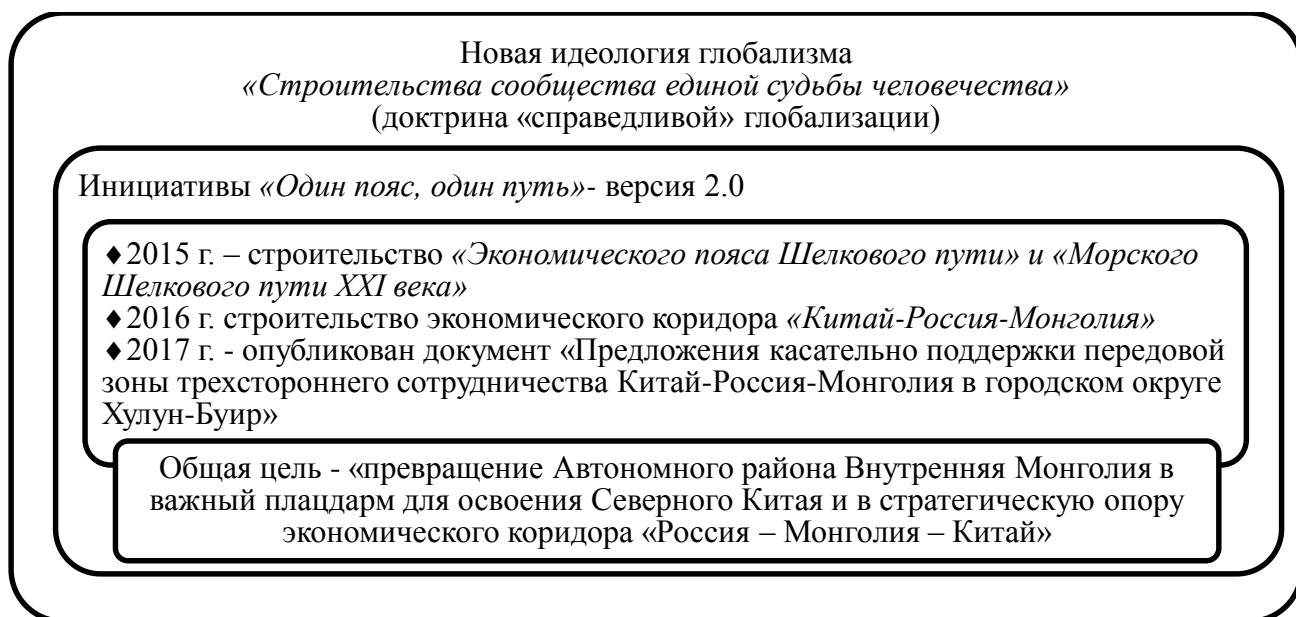 Новая идеология глобализма
«Строительства сообщества единой судьбы человечества»
(доктрина «справедливой» глобализации)
Инициативы «Один пояс, один путь»- версия 2.0
♦2015 г. – строительство «Экономического пояса Шелкового пути» и «Морского
Шелкового пути XXI века»
♦2016 г. строительство экономического коридора «Китай-Россия-Монголия»
♦2017 г. - опубликован документ «Предложения касательно поддержки передовой
зоны трехстороннего сотрудничества Китай-Россия-Монголия в городском округе
Хулун-Буир»
Общая цель - «превращение Автономного района Внутренняя Монголия в
важный плацдарм для освоения Северного Китая и в стратегическую опору
экономического коридора «Россия – Монголия – Китай»